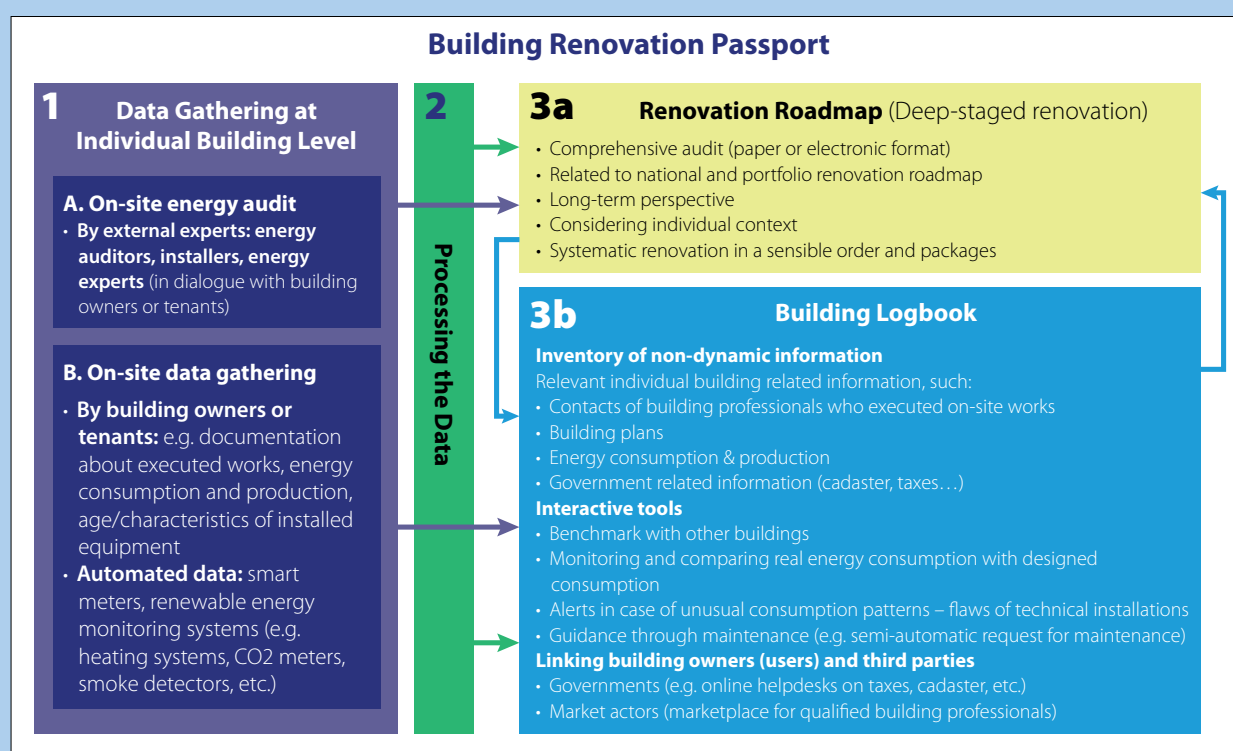 Building Renovation Passport
1
Data Gathering at
Individual Building Level
A. On-site energy audit
• By external experts: energy
auditors, installers, energy
experts (in dialogue with building
owners or tenants)
B. On-site data gathering
• By building owners or
tenants: e.g. documentation
about executed works, energy
consumption and production,
age/characteristics of installed
equipment
• Automated data: smart
meters, renewable energy
monitoring systems (e.g.
heating systems, CO2 meters,
smoke detectors, etc.)
2
Processing the Data
3a
Renovation Roadmap (Deep-staged renovation)
• Comprehensive audit (paper or electronic format)
• Related to national and portfolio renovation roadmap
• Long-term perspective
• Considering individual context
• Systematic renovation in a sensible order and packages
3b
Building Logbook
Inventory of non-dynamic information
Relevant individual building related information, such:
• Contacts of building professionals who executed on-site works
• Building plans
• Energy consumption & production
• Government related information (cadaster, taxes…)
Interactive tools
• Benchmark with other buildings
• Monitoring and comparing real energy consumption with designed
consumption
• Alerts in case of unusual consumption patterns – flaws of technical installations
• Guidance through maintenance (e.g. semi-automatic request for maintenance)
Linking building owners (users) and third parties
• Governments (e.g. online helpdesks on taxes, cadaster, etc.)
• Market actors (marketplace for qualified building professionals)